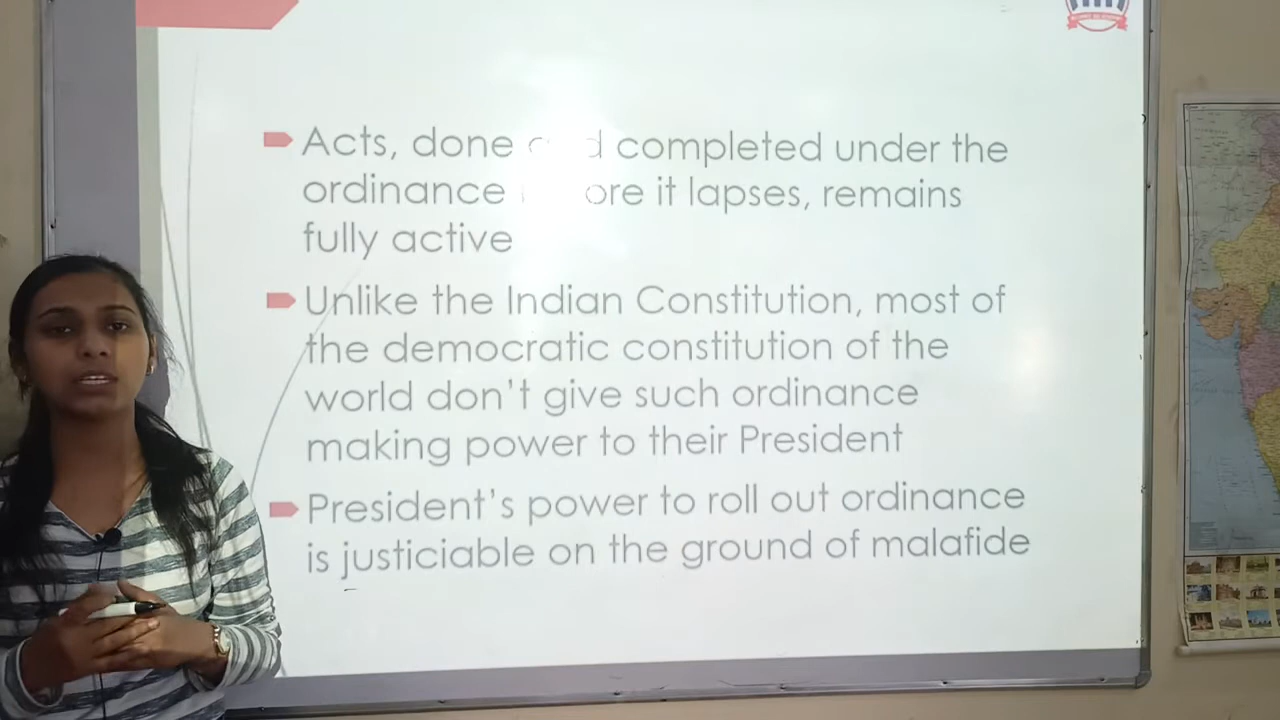 Acts, done completed under the
ordinance it lapses, remains
fully active
Unlike the Indian Constitution, most of
the democratic constitution of the
world don't give such ordinance
making power to their President
President's power to roll out ordinance
is justiciable on the ground of malafide